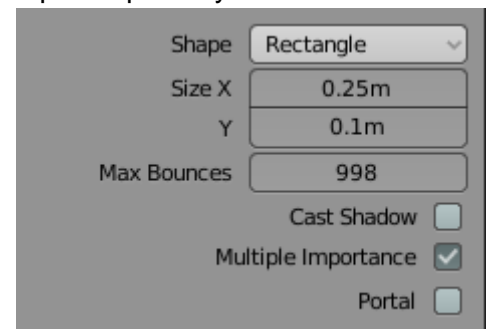 Shape Rectangle
Size X 0.25m
Y 0.1m
Max Bounces 998
Cast Shadow
Multiple Importance
Portal